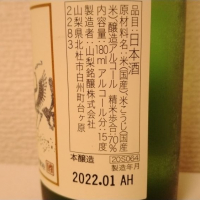 品目:日本酒
原材料名:米(国産)、米こうじ(国産)
米)、醸造アルコール 精米歩合70%
内容量:180ml アルコール分:15度
製造者:山梨銘醸株式会社
山梨県北杜市白州町台ヶ原
2283
本醸造
20S064
製造年月
2022.01 AH